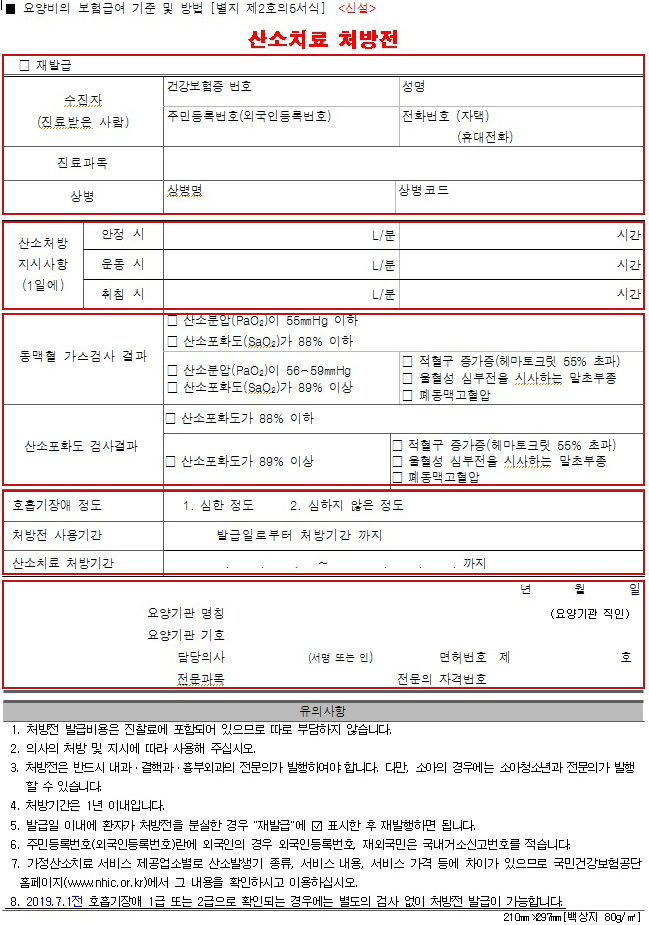 ■ 요양비의 보험급여 기준 및 방법 [별지 제2호의5서식] <신설>
산소치료 처방전
□ 재발급
수진자
(진료받은 사람)
건강보험증 번호
성명
주민등록번호(외국인등록번호)
전화번호 (자택)
(휴대전화)
진료과목
상병
상병명
상병코드
산소처방
지시사항
(1일에)
안정 시 L/분 시간
운동 시 L/분 시간
취침 시 L/분 시간
동맥혈 가스검사 결과
□ 산소분압(PaO₂)이 55㎜Hg 이하
□ 산소포화도(SaO₂)가 88% 이하
□ 산소분압(PaO₂)이 56~59㎜Hg
□ 산소포화도(SaO₂)가 89% 이상
□ 적혈구 증가증(헤마토크릿 55% 초과)
□ 울혈성 심부전을 시사하는 말초부종
□ 폐동맥고혈압
산소포화도 검사결과
□ 산소포화도가 88% 이하
□ 산소포화도가 89% 이상
□ 적혈구 증가증(헤마토크릿 55% 초과)
□ 울혈성 심부전을 시사하는 말초부종
□ 폐동맥고혈압
호흡기장애 정도 1. 심한 정도 2. 심하지 않은 정도
처방전 사용기간 발급일로부터 처방기간 까지
산소치료 처방기간 . . . ~ . . . 까지
년 월 일
요양기관 명칭 (요양기관 직인)
요양기관 기호
담당의사 (서명 또는 인) 면허번호 제 호
전문과목 전문의 자격번호
유의사항
1. 처방전 발급비용은 진찰료에 포함되어 있으므로 따로 부담하지 않습니다.
2. 의사의 처방 및 지시에 따라 사용해 주십시오.
3. 처방전은 반드시 내과·결핵과·흉부외과의 전문의가 발행하여야 합니다. 다만, 소아의 경우에는 소아청소년과 전문의가 발행
할 수 있습니다.
4. 처방기간은 1년 이내입니다.
5. 발급일 이내에 환자가 처방전을 분실한 경우 "재발급"에 ☑ 표시한 후 재발행하면 됩니다.
6. 주민등록번호(외국인등록번호)란에 외국인의 경우 외국인등록번호, 재외국민은 국내거소신고번호를 적습니다.
7. 가정산소치료 서비스 제공업소별로 산소발생기 종류, 서비스 내용, 서비스 가격 등에 차이가 있으므로 국민건강보험공단
홈페이지(www.nhic.or.kr)에서 그 내용을 확인하시고 이용하십시오.
8. 2019.7.1전 호흡기장애 1급 또는 2급으로 확인되는 경우에는 별도의 검사 없이 처방전 발급이 가능합니다.
210㎜×297㎜[백상지 80g/㎡]